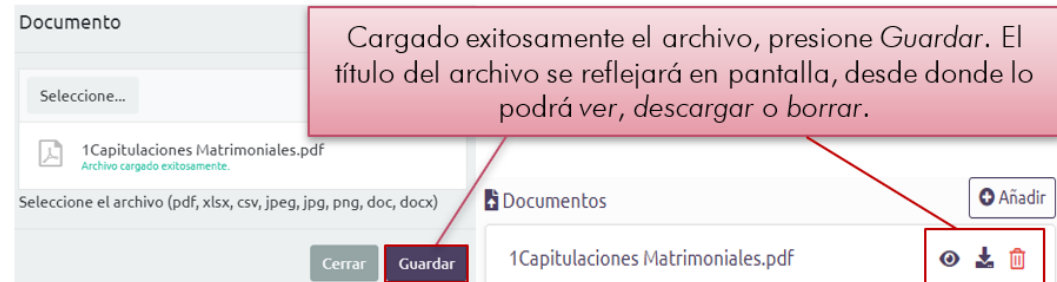 Documento
Cargado exitosamente el archivo, presione Guardar. El
título del archivo se reflejará en pantalla, desde donde lo
podrá ver, descargar o borrar.
Seleccione...
1Capitulaciones Matrimoniales.pdf
Archivo cargado exitosamente.
Seleccione el archivo (pdf, xlsx, csv, jpeg, jpg, png, doc, docx)
Cerrar
Guardar
Documentos
Añadir
1Capitulaciones Matrimoniales.pdf